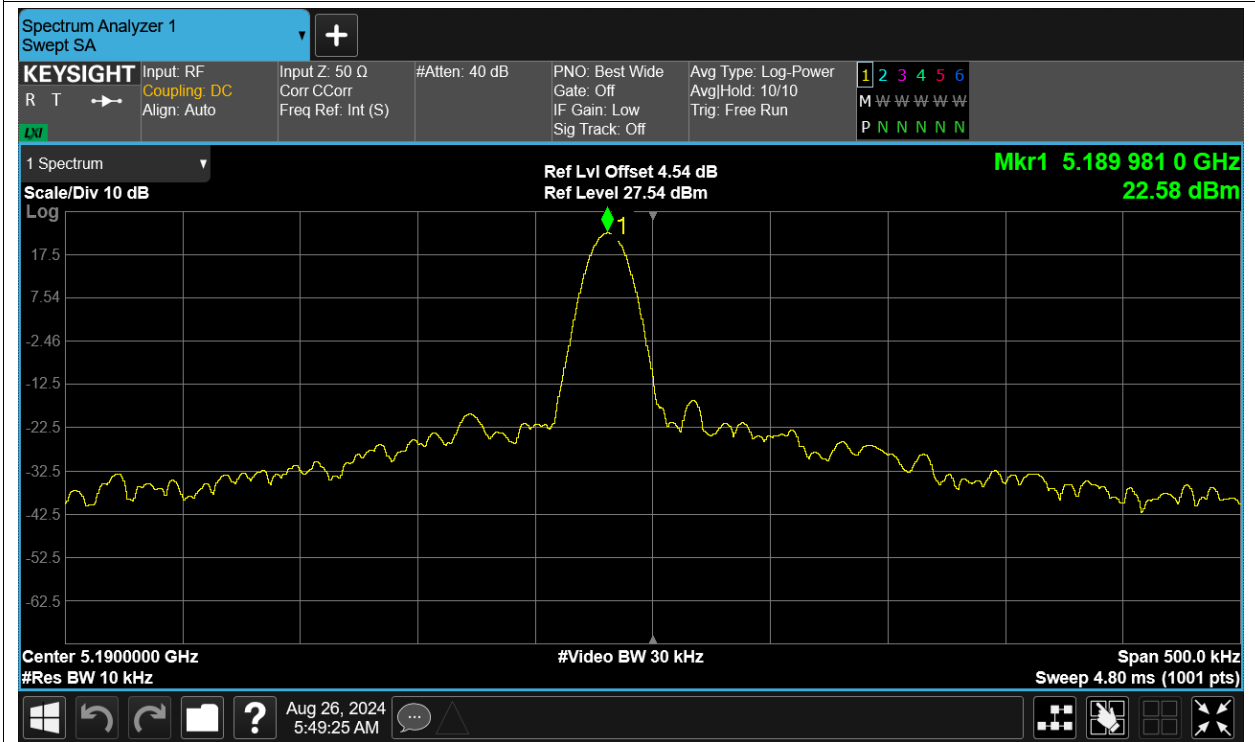 Spectrum Analyzer 1
Swept SA
+
KEYSIGHT
R T
LXI
Input: RF
Coupling: DC
Align: Auto
Input Z: 50 Ω
Corr CCorr
Freq Ref: Int (S)
#Atten: 40 dB
PNO: Best Wide
Gate: Off
IF Gain: Low
Sig Track: Off
Avg Type: Log-Power
Avg|Hold: 10/10
Trig: Free Run
1 2 3 4 5 6
M W W W W W
P N N N N N
1 Spectrum
Scale/Div 10 dB
Log
Ref Lvl Offset 4.54 dB
Ref Level 27.54 dBm
Mkr1 5.189 981 0 GHz
22.58 dBm
1
17.5
7.54
-2.46
-12.5
-22.5
-32.5
-42.5
-52.5
-62.5
Center 5.1900000 GHz
#Res BW 10 kHz
#Video BW 30 kHz
Span 500.0 kHz
Sweep 4.80 ms (1001 pts)
?
Aug 26, 2024
5:49:25 AM